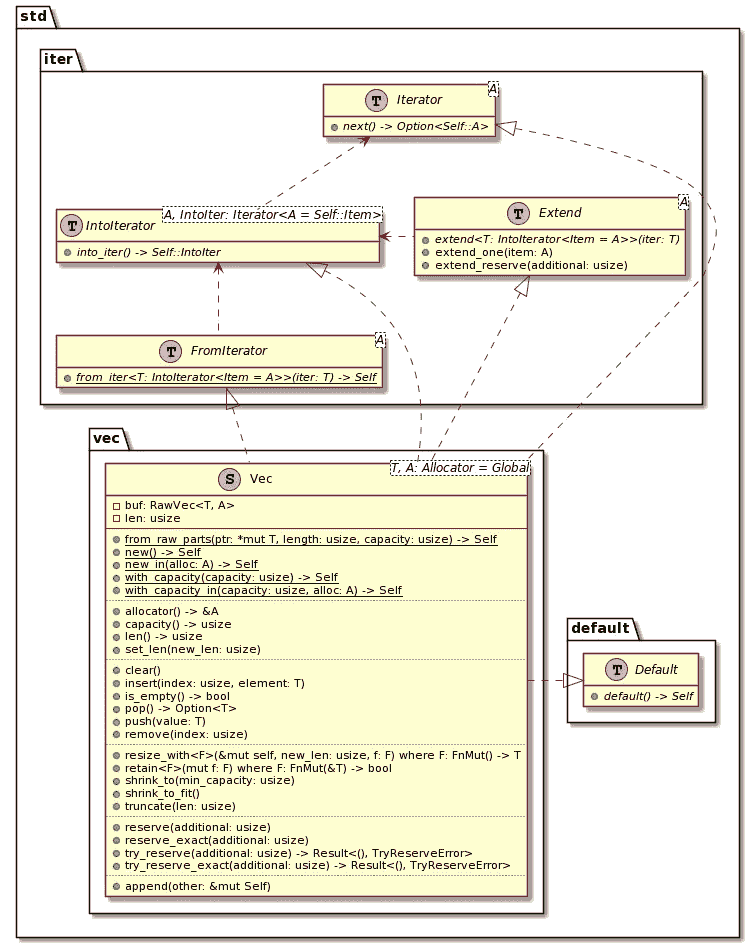 std
iter
A
T Iterator
next() -> Option<Self::A>
A, IntoIter: Iterator<A = Self::Item>
T IntoIterator
into_iter() -> Self::IntoIter
A
T Extend
extend<T: IntoIterator<Item = A>>(iter: T)
extend_one(item: A)
extend_reserve(additional: usize)
A
T FromIterator
from_iter<T: IntoIterator<Item = A>>(iter: T) -> Self
vec
T, A: Allocator = Global
S Vec
buf: RawVec<T, A>
len: usize
from_raw_parts(ptr: *mut T, length: usize, capacity: usize) -> Self
new() -> Self
new_in(alloc: A) -> Self
with_capacity(capacity: usize) -> Self
with_capacity_in(capacity: usize, alloc: A) -> Self
allocator() -> &A
capacity() -> usize
len() -> usize
set_len(new_len: usize)
clear()
insert(index: usize, element: T)
is_empty() -> bool
pop() -> Option<T>
push(value: T)
remove(index: usize)
resize_with<F>(&mut self, new_len: usize, f: F) where F: FnMut() -> T
retain<F>(mut f: F) where F: FnMut(&T) -> bool
shrink_to(min_capacity: usize)
shrink_to_fit()
truncate(len: usize)
reserve(additional: usize)
reserve_exact(additional: usize)
try_reserve(additional: usize) -> Result<(), TryReserveError>
try_reserve_exact(additional: usize) -> Result<(), TryReserveError>
append(other: &mut Self)
default
T Default
default() -> Self